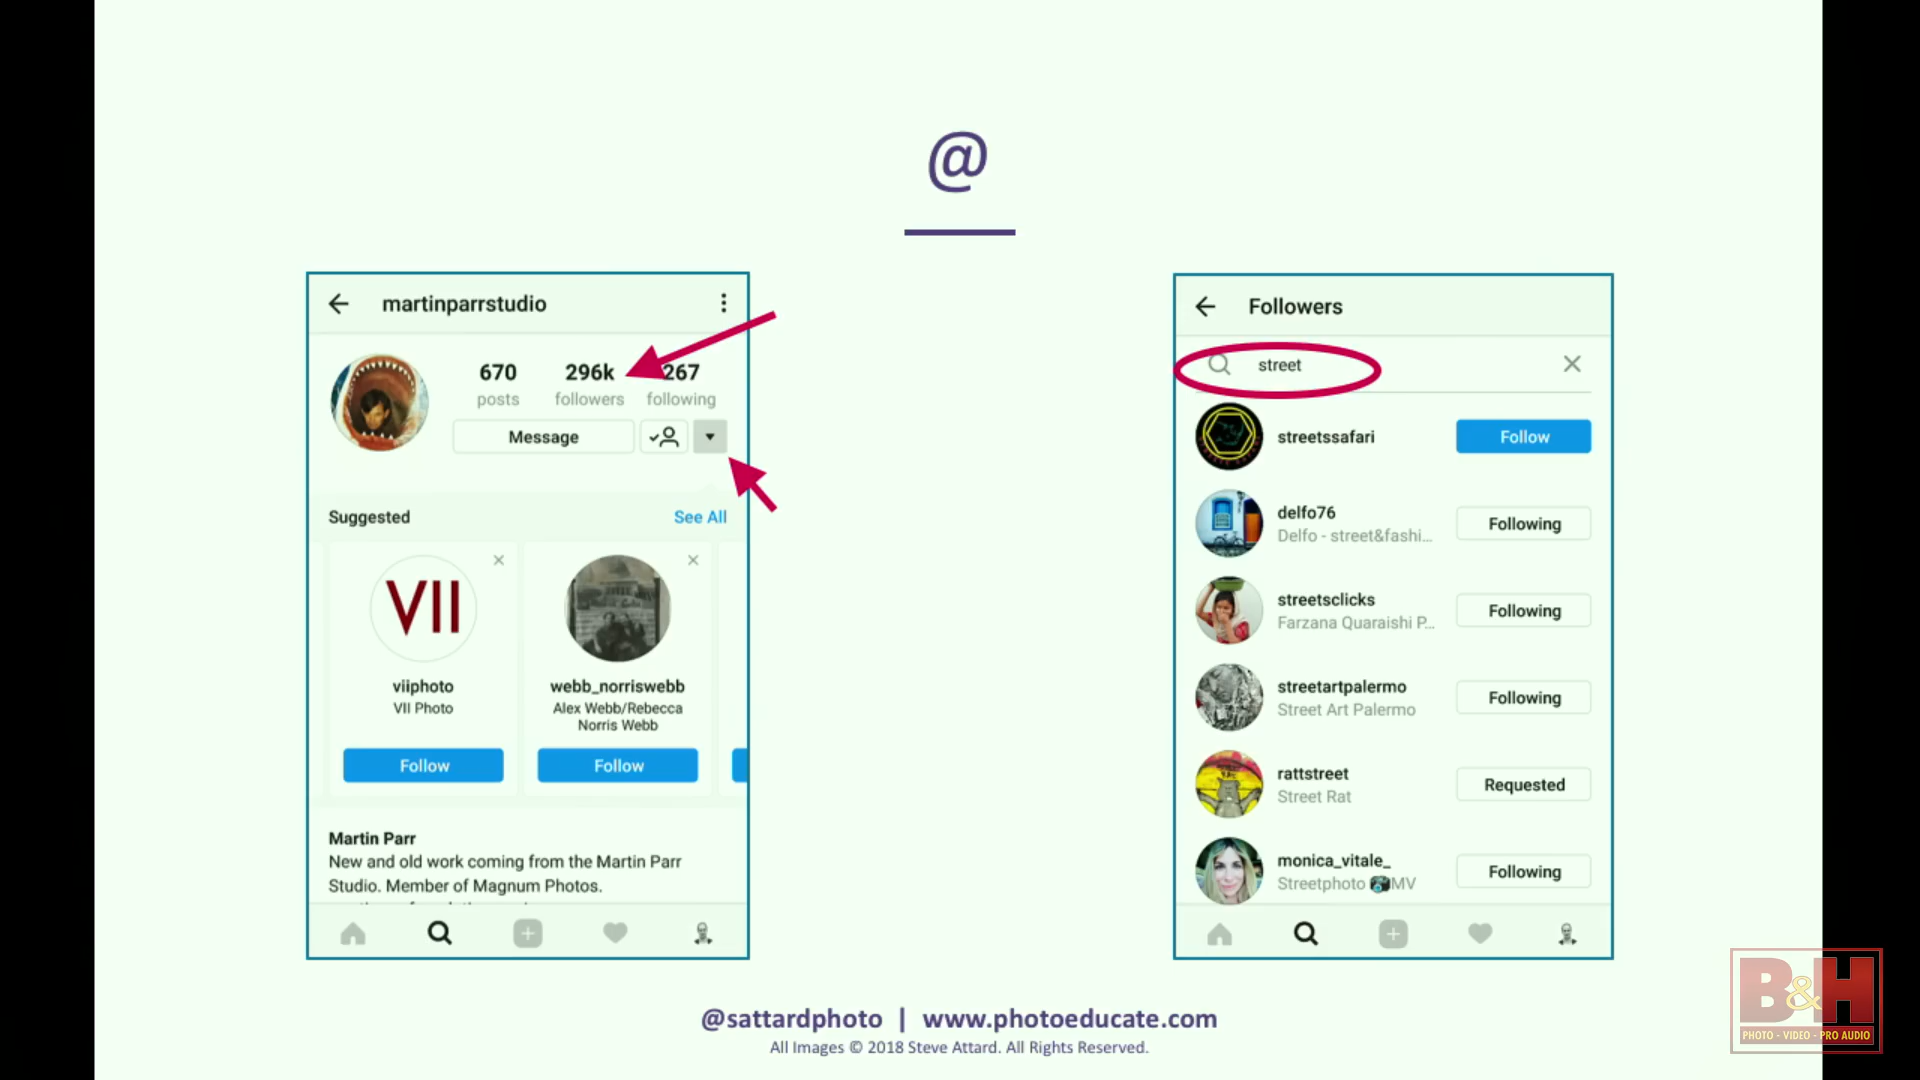 @
martinparrstudio
670 296k 267
posts followers following
Message
Suggested See All
VII
viiphoto webb_norriswebb
VII Photo Alex Webb/Rebecca
Norris Webb
Follow Follow
Martin Parr
New and old work coming from the Martin Parr
Studio. Member of Magnum Photos.
Followers
street
streetssafari Follow
delfo76
Delfo - street&fashi... Following
streetsclicks
Farzana Quaraishi P... Following
streetartpalermo
Street Art Palermo Following
rattstreet
Street Rat Requested
monica_vitale_
Streetphoto 📷MV Following
@sattardphoto | www.photoeducate.com
All Images © 2018 Steve Attard. All Rights Reserved.
B&H
PHOTO - VIDEO - PRO AUDIO